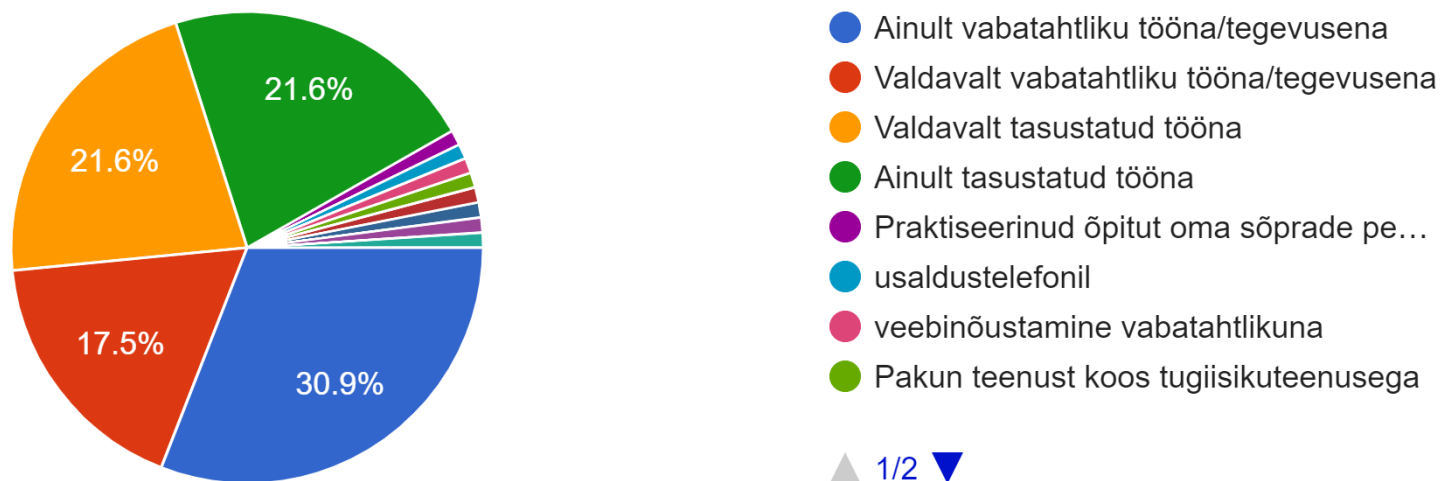 21.6%
21.6%
17.5%
30.9%
Ainult vabatahtliku tööna/tegevusena
Valdavalt vabatahtliku tööna/tegevusena
Valdavalt tasustatud tööna
Ainult tasustatud tööna
Praktiseerinud õpitut oma sõprade pe…
usaldustelefonil
veebinõustamine vabatahtlikuna
Pakun teenust koos tugiisikuteenusega
1/2